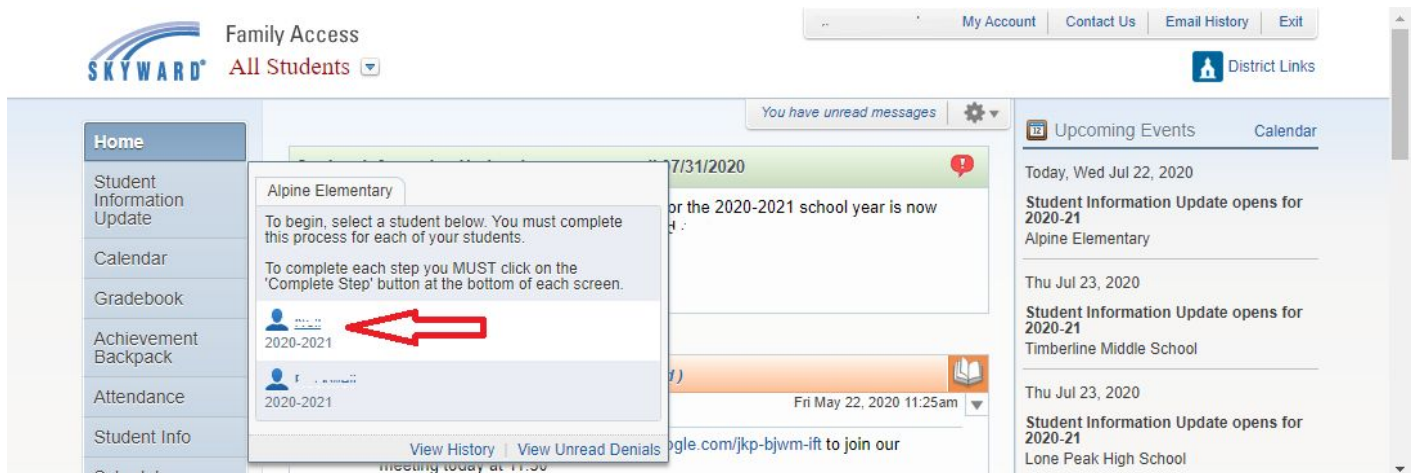 SKYWARD®
Family Access
All Students
My Account
Contact Us
Email History
Exit
District Links
You have unread messages
Home
Student
Information
Update
Calendar
Gradebook
Achievement
Backpack
Attendance
Student Info
07/31/2020
or the 2020-2021 school year is now
Alpine Elementary
To begin, select a student below. You must complete
this process for each of your students.
To complete each step you MUST click on the
'Complete Step' button at the bottom of each screen.
2020-2021
2020-2021
View History | View Unread Denials
)
Fri May 22, 2020 11:25am
ogle.com/jkp-bjwm-ift to join our
meeting today at 11:30
12
Upcoming Events
Calendar
Today, Wed Jul 22, 2020
Student Information Update opens for
2020-21
Alpine Elementary
Thu Jul 23, 2020
Student Information Update opens for
2020-21
Timberline Middle School
Thu Jul 23, 2020
Student Information Update opens for
2020-21
Lone Peak High School